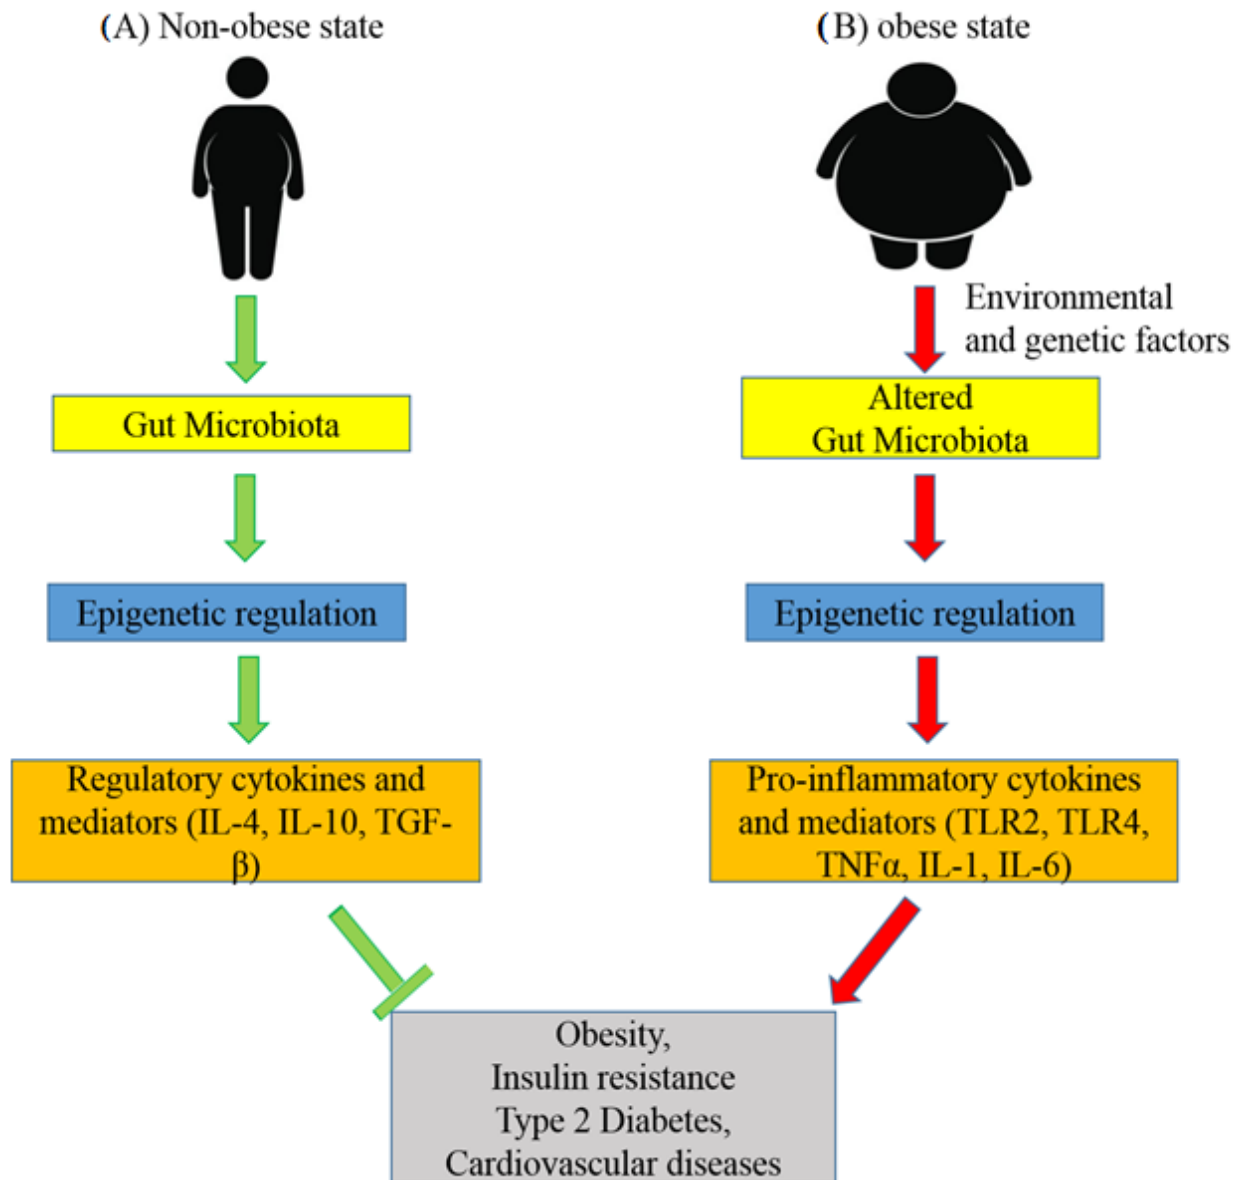 (A) Non-obese state
(B) obese state
Environmental
and genetic factors
Gut Microbiota
Altered
Gut Microbiota
Epigenetic regulation
Epigenetic regulation
Regulatory cytokines and
mediators (IL-4, IL-10, TGF-
β)
Pro-inflammatory cytokines
and mediators (TLR2, TLR4,
TNFα, IL-1, IL-6)
Obesity,
Insulin resistance
Type 2 Diabetes,
Cardiovascular diseases